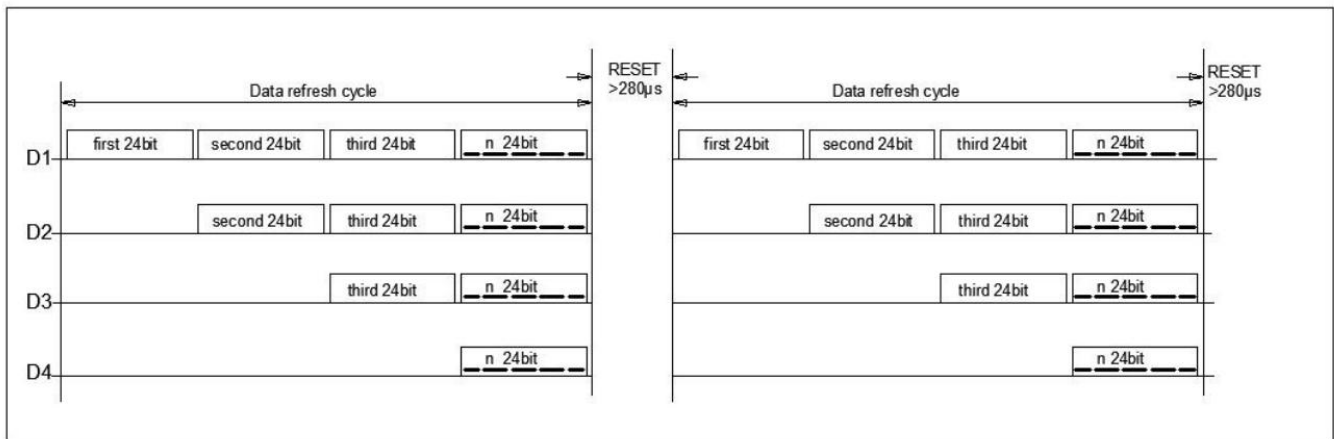 RESET
>280µs
RESET
>280µs
Data refresh cycle
Data refresh cycle
D1 first 24bit second 24bit third 24bit n 24bit first 24bit second 24bit third 24bit n 24bit
D2 second 24bit third 24bit n 24bit second 24bit third 24bit n 24bit
D3 third 24bit n 24bit third 24bit n 24bit
D4 n 24bit n 24bit